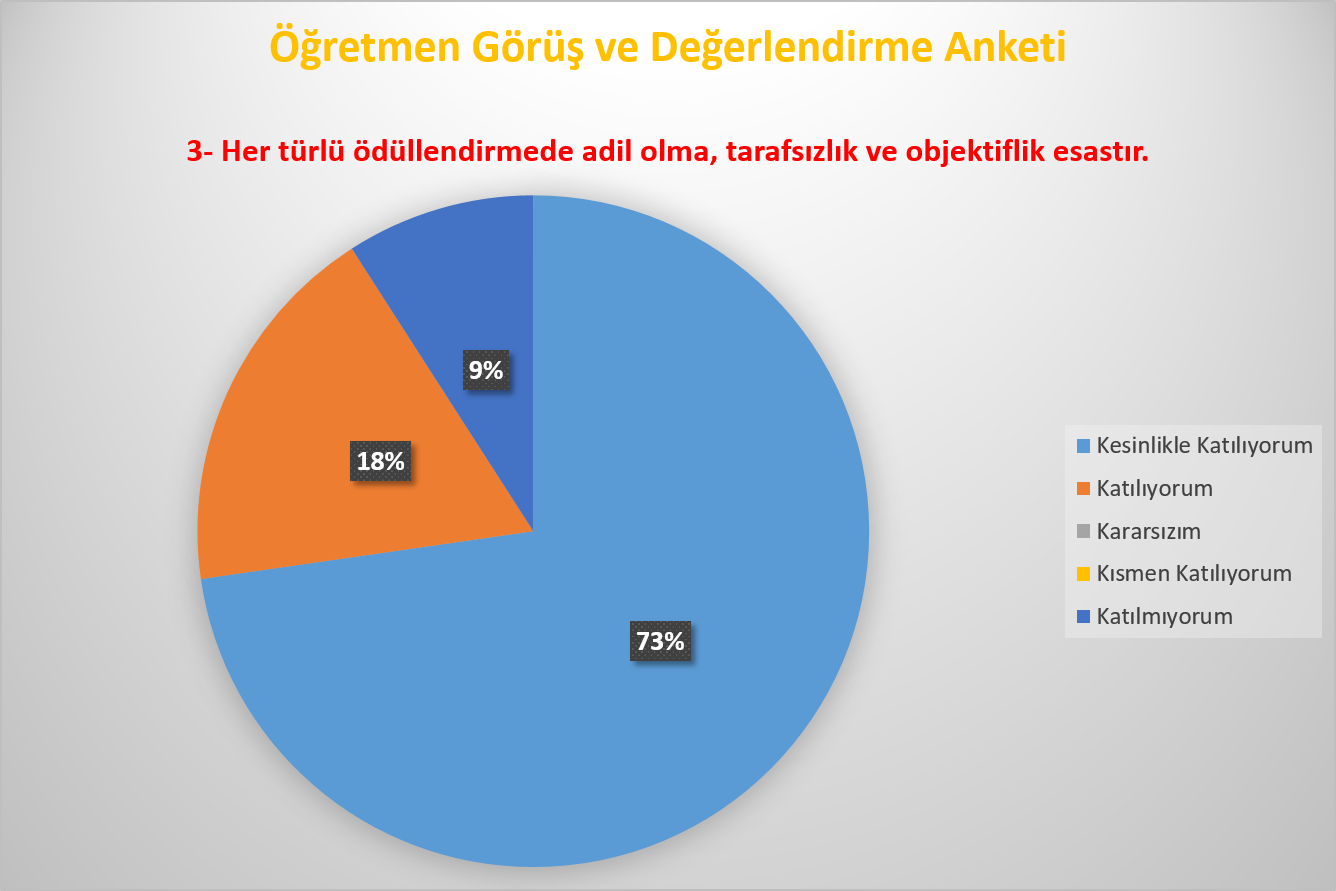 Öğretmen Görüş ve Değerlendirme Anketi
3- Her türlü ödüllendirmede adil olma, tarafsızlık ve objektiflik esastır.
9%
18%
73%
Kesinlikle Katılıyorum
Katılıyorum
Kararsızım
Kısmen Katılıyorum
Katılmıyorum